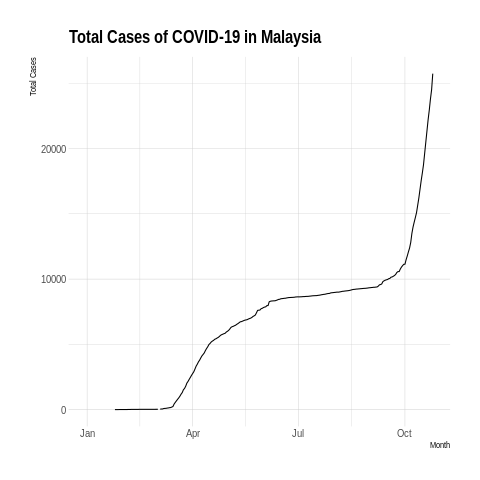 Total Cases of COVID-19 in Malaysia
Total Cases
20000
10000
0
Jan
Apr
Jul
Oct
Month